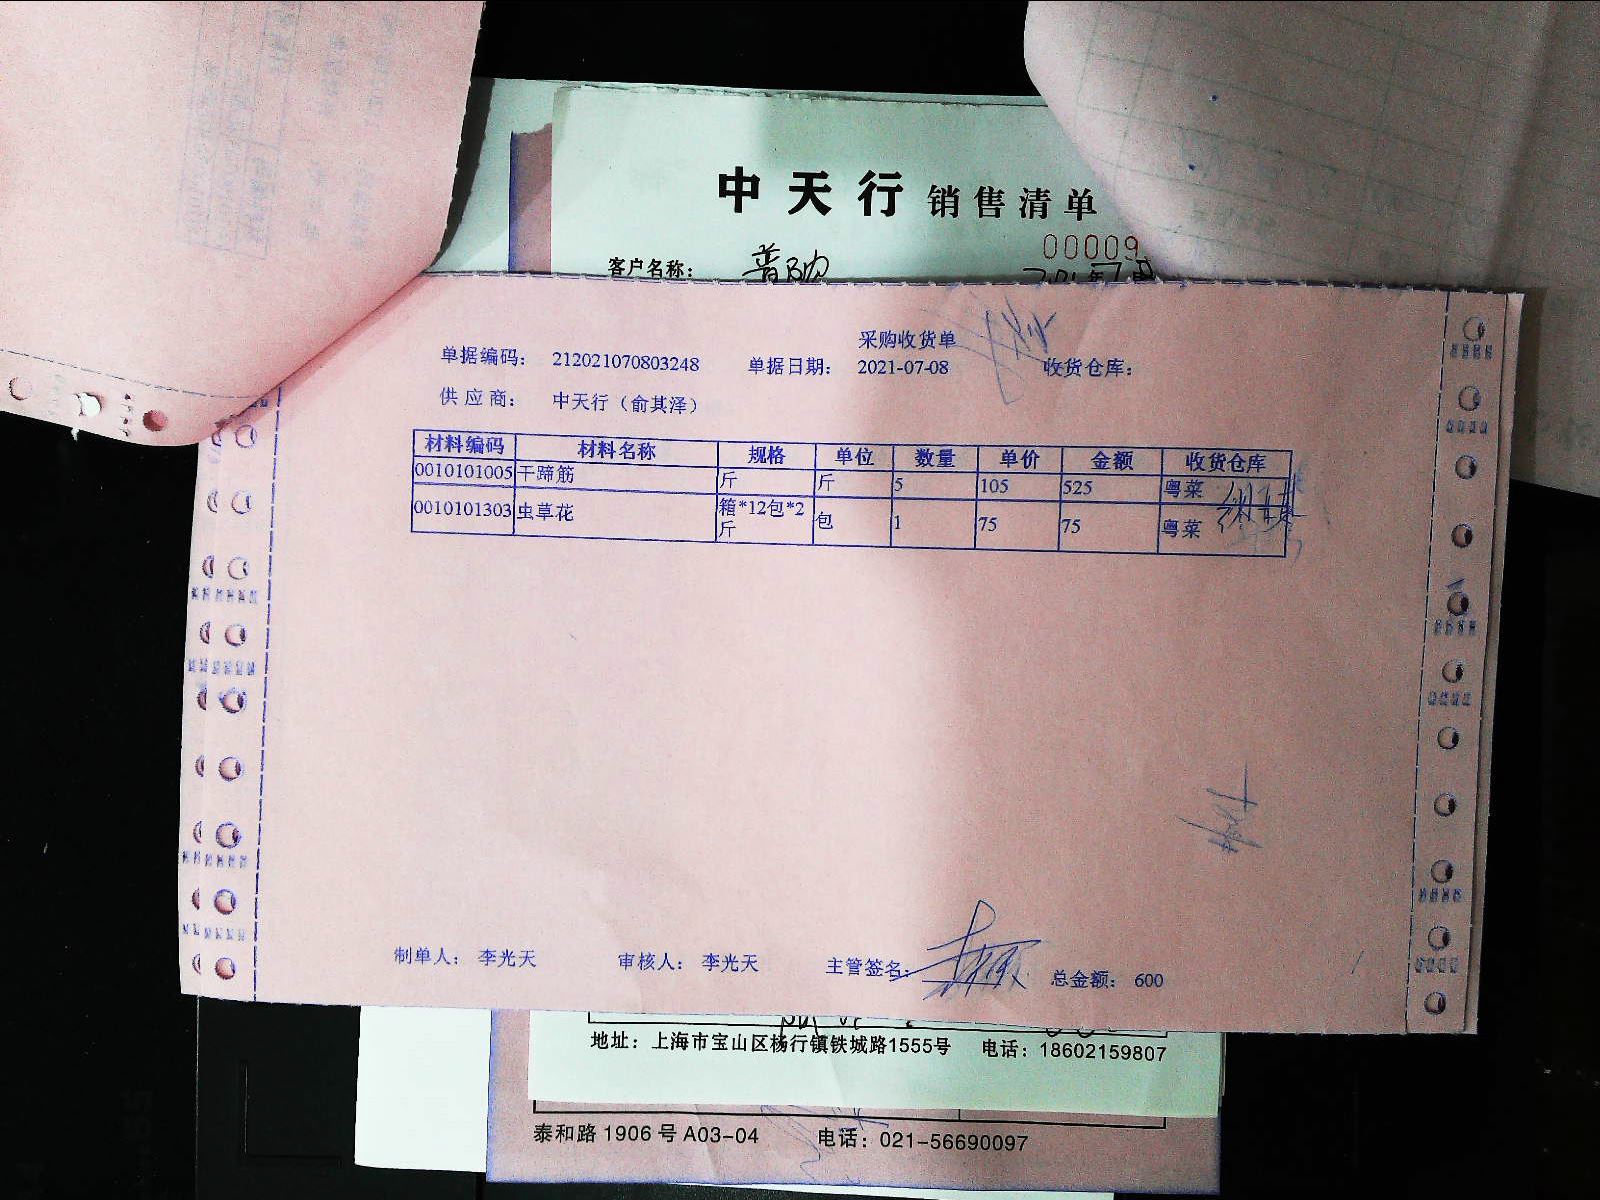 中天行 销售清单
00009
客户名称：
采购收货单
单据编码： 212021070803248 单据日期： 2021-07-08 收货仓库：
供应商： 中天行（俞其泽）
材料编码 材料名称 规格 单位 数量 单价 金额 收货仓库
0010101005 干蹄筋 斤 斤 5 105 525 粤菜
0010101303 虫草花 箱*12包*2斤 包 1 75 75 粤菜
制单人： 李光天 审核人： 李光天 主管签名： 总金额： 600
地址：上海市宝山区杨行镇铁城路1555号 电话：18602159807
泰和路1906号A03-04 电话：021-56690097